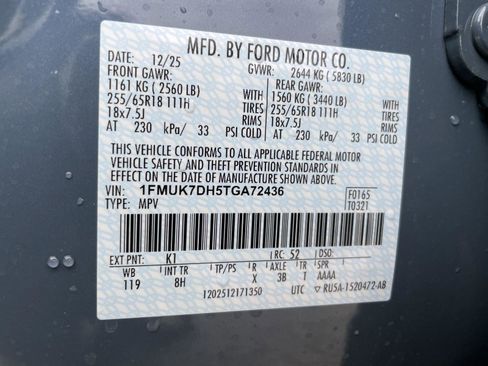 MFD. BY FORD MOTOR CO.
DATE: 12/25 GVWR: 2644 KG ( 5830 LB)
FRONT GAWR: REAR GAWR:
1161 KG ( 2560 LB) 1560 KG ( 3440 LB)
255/65R18 111H WITH TIRES 255/65R18 111H WITH TIRES
18x7.5J RIMS 18x7.5J RIMS
AT 230 kPa/ 33 PSI COLD AT 230 kPa/ 33 PSI COLD
THIS VEHICLE CONFORMS TO ALL APPLICABLE FEDERAL MOTOR
VEHICLE SAFETY AND THEFT PREVENTION STANDARDS IN
EFFECT ON THE DATE OF MANUFACTURE SHOWN ABOVE.
VIN: 1FMUK7DH5TGA72436 F0165
TYPE: MPV T0321
EXT PNT: K1 RC: 52 DSO:
WB INT TR TP/PS R AXLE TR SPR
119 8H X 3B 1 AAAA
1202512171350 UTC ▽ RU5A-1520472-AB